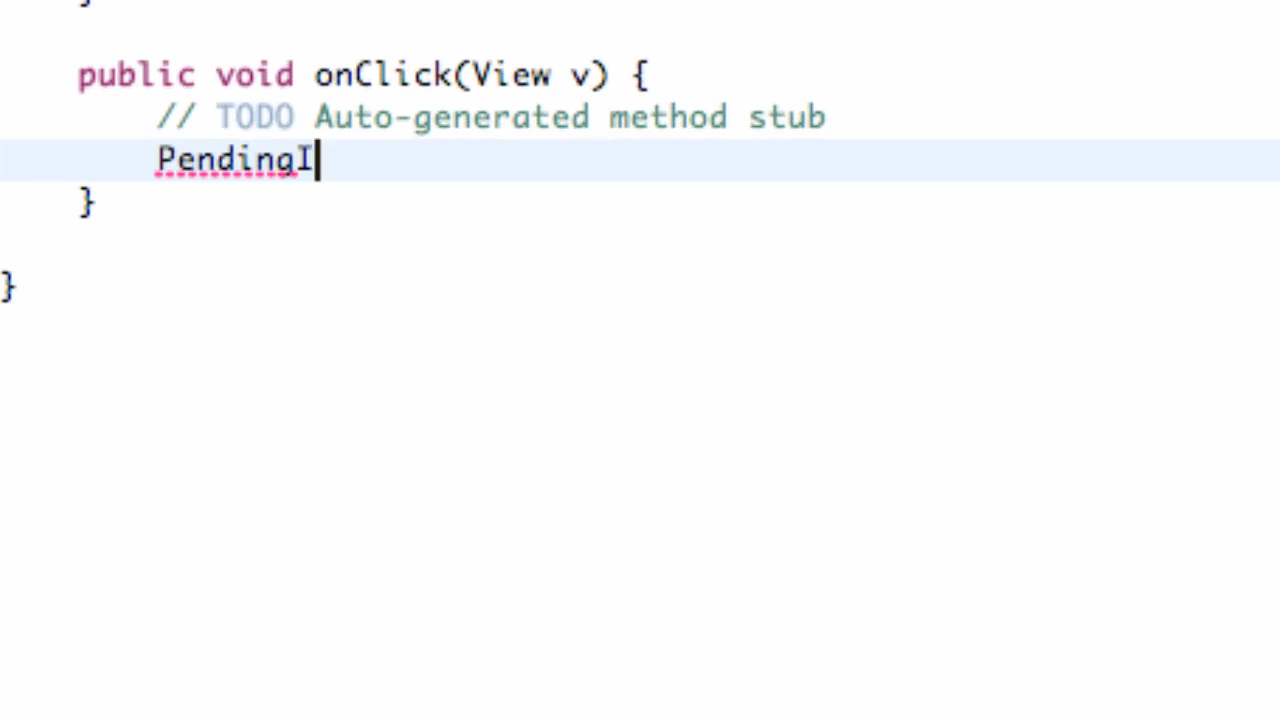 }
public void onClick(View v) {
// TODO Auto-generated method stub
PendingI
}
}